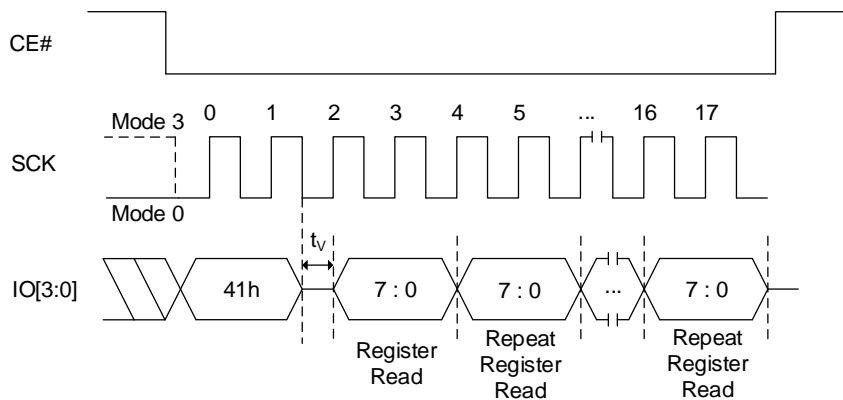 CE#
Mode 3
0 1 2 3 4 5 ... 16 17
SCK
Mode 0
tV
IO[3:0]
41h
7 : 0
7 : 0
...
7 : 0
Register
Read
Repeat
Register
Read
Repeat
Register
Read